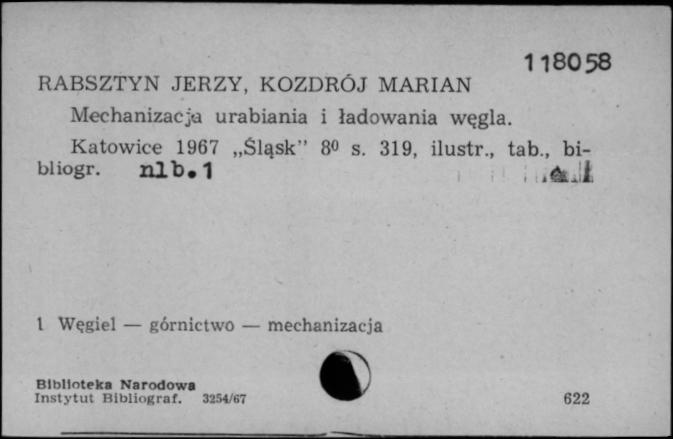 118058
RABSZTYN JERZY, KOZDRÓJ MARIAN
Mechanizacja urabiania i ładowania węgla.
Katowice 1967 „Śląsk" 8⁰ s. 319, ilustr., tab., bi-
bliogr. nlb.1
1 Węgiel — górnictwo — mechanizacja
Biblioteka Narodowa
Instytut Bibliograf. 3254/67
622